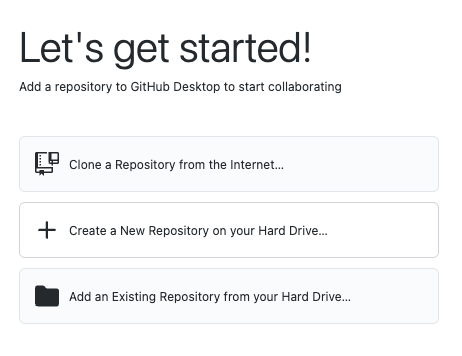 Let's get started!
Add a repository to GitHub Desktop to start collaborating
Clone a Repository from the Internet...
Create a New Repository on your Hard Drive...
Add an Existing Repository from your Hard Drive...